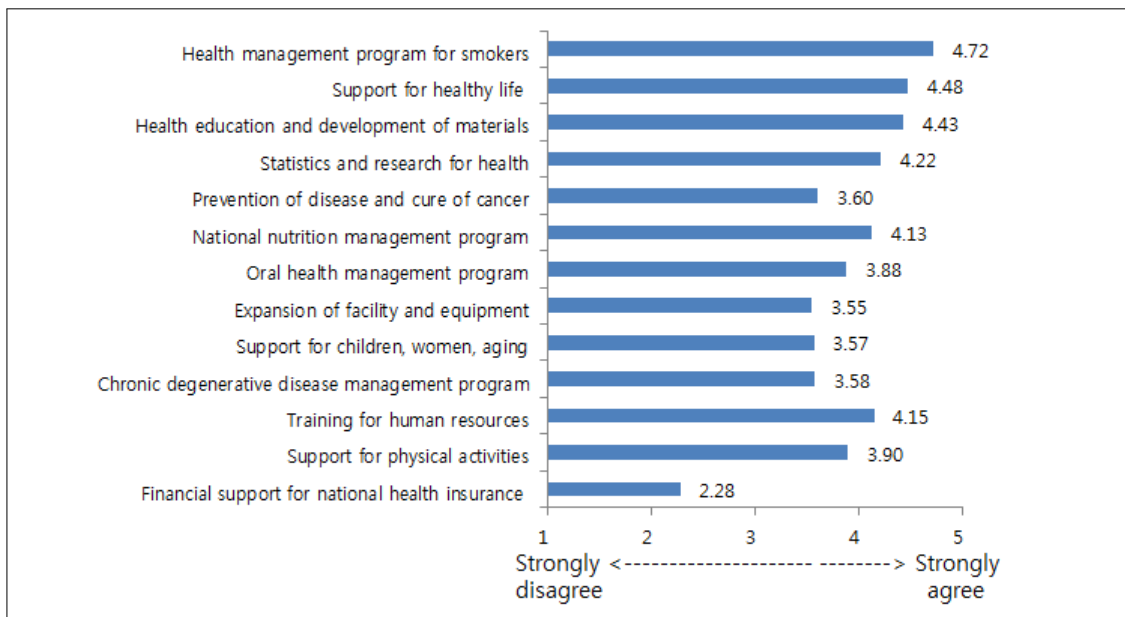 Health management program for smokers 4.72
Support for healthy life 4.48
Health education and development of materials 4.43
Statistics and research for health 4.22
Prevention of disease and cure of cancer 3.60
National nutrition management program 4.13
Oral health management program 3.88
Expansion of facility and equipment 3.55
Support for children, women, aging 3.57
Chronic degenerative disease management program 3.58
Training for human resources 4.15
Support for physical activities 3.90
Financial support for national health insurance 2.28
1 2 3 4 5
Strongly <-------------------- --------> Strongly
disagree agree